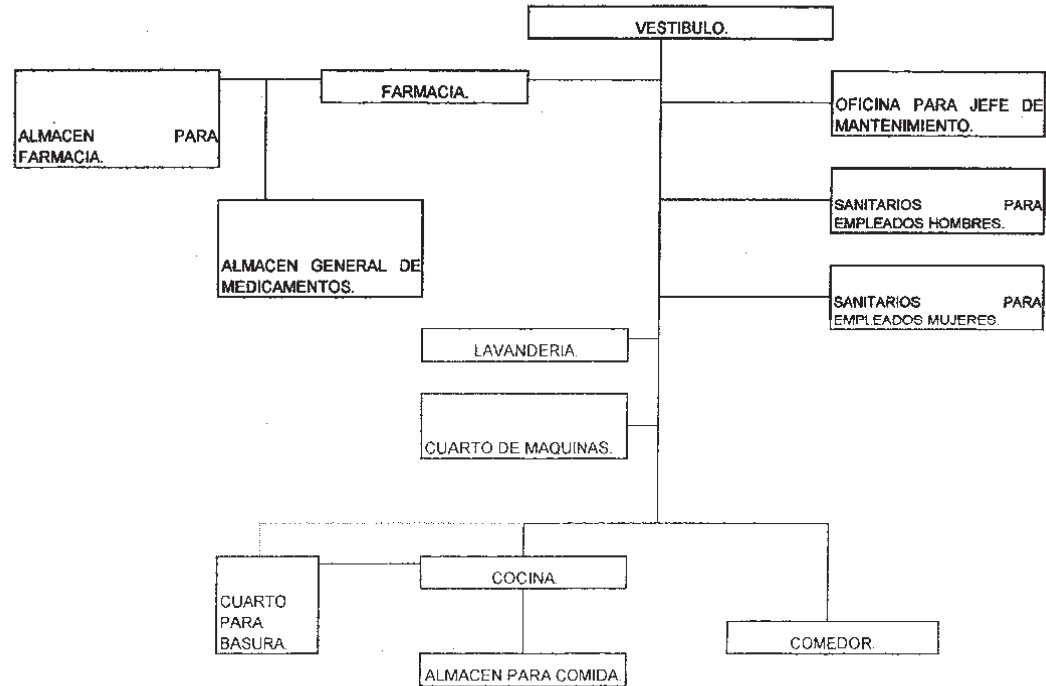 VESTIBULO.
FARMACIA.
ALMACEN PARA
FARMACIA.
OFICINA PARA JEFE DE
MANTENIMIENTO.
SANITARIOS PARA
EMPLEADOS HOMBRES.
ALMACEN GENERAL DE
MEDICAMENTOS.
SANITARIOS PARA
EMPLEADOS MUJERES.
LAVANDERIA.
CUARTO DE MAQUINAS.
COCINA.
CUARTO
PARA
BASURA.
COMEDOR.
ALMACEN PARA COMIDA.